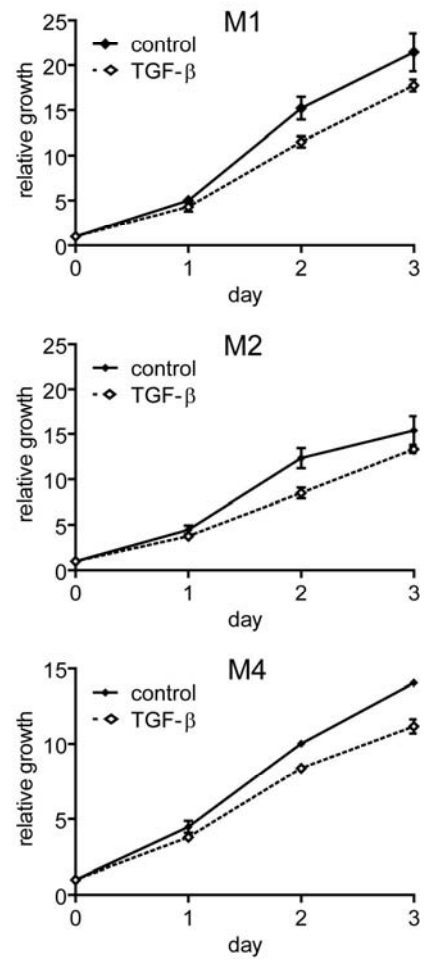 M1
control
TGF-β
relative growth
25
20
15
10
5
0
0 1 2 3
day
M2
control
TGF-β
relative growth
25
20
15
10
5
0
0 1 2 3
day
M4
control
TGF-β
relative growth
15
10
5
0
0 1 2 3
day